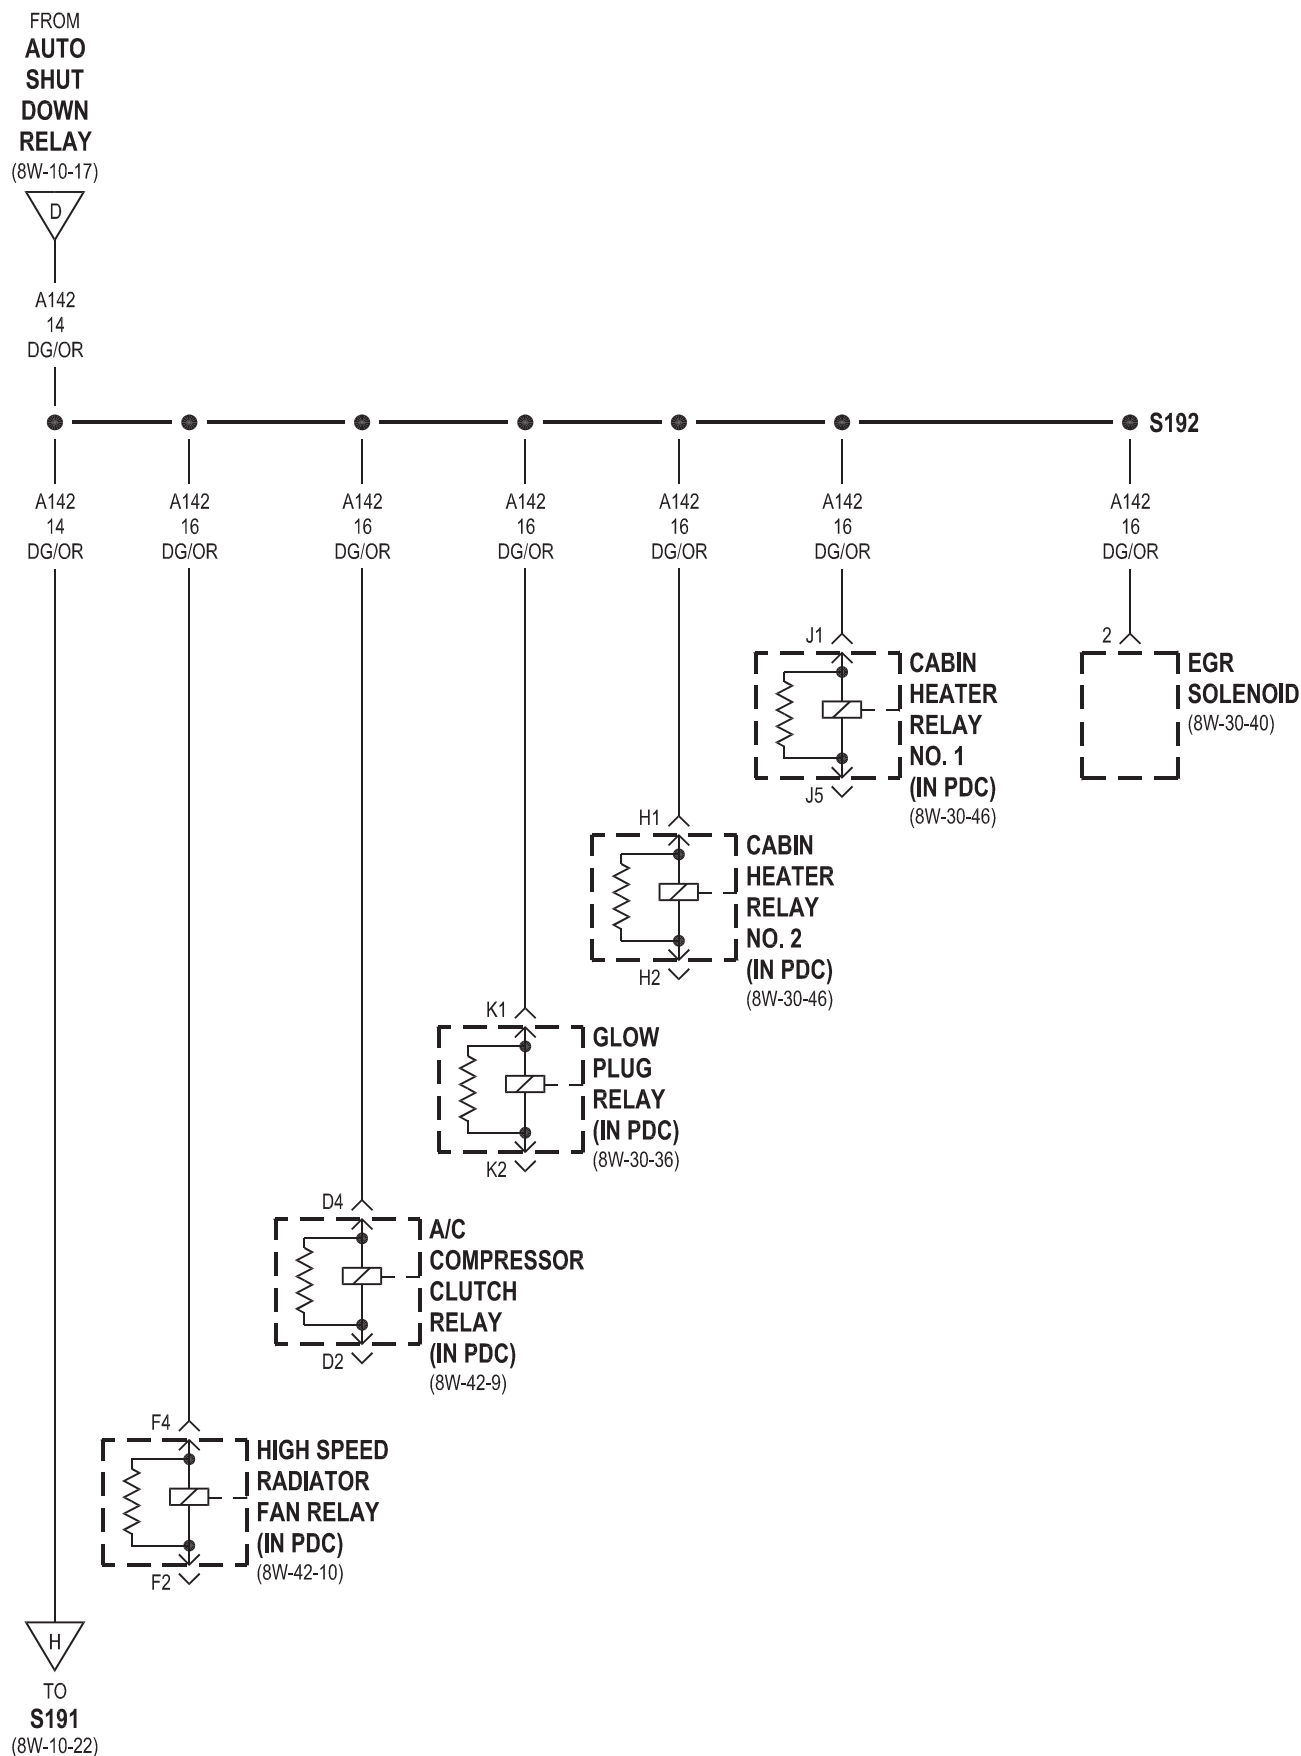 FROM
AUTO
SHUT
DOWN
RELAY
(8W-10-17)
D
A142
14
DG/OR
S192
A142
14
DG/OR
A142
16
DG/OR
A142
16
DG/OR
A142
16
DG/OR
A142
16
DG/OR
A142
16
DG/OR
A142
16
DG/OR
J1
CABIN
HEATER
RELAY
NO. 1
(IN PDC)
(8W-30-46)
J5
2
EGR
SOLENOID
(8W-30-40)
H1
CABIN
HEATER
RELAY
NO. 2
(IN PDC)
(8W-30-46)
H2
K1
GLOW
PLUG
RELAY
(IN PDC)
(8W-30-36)
K2
D4
A/C
COMPRESSOR
CLUTCH
RELAY
(IN PDC)
(8W-42-9)
D2
F4
HIGH SPEED
RADIATOR
FAN RELAY
(IN PDC)
(8W-42-10)
F2
H
TO
S191
(8W-10-22)